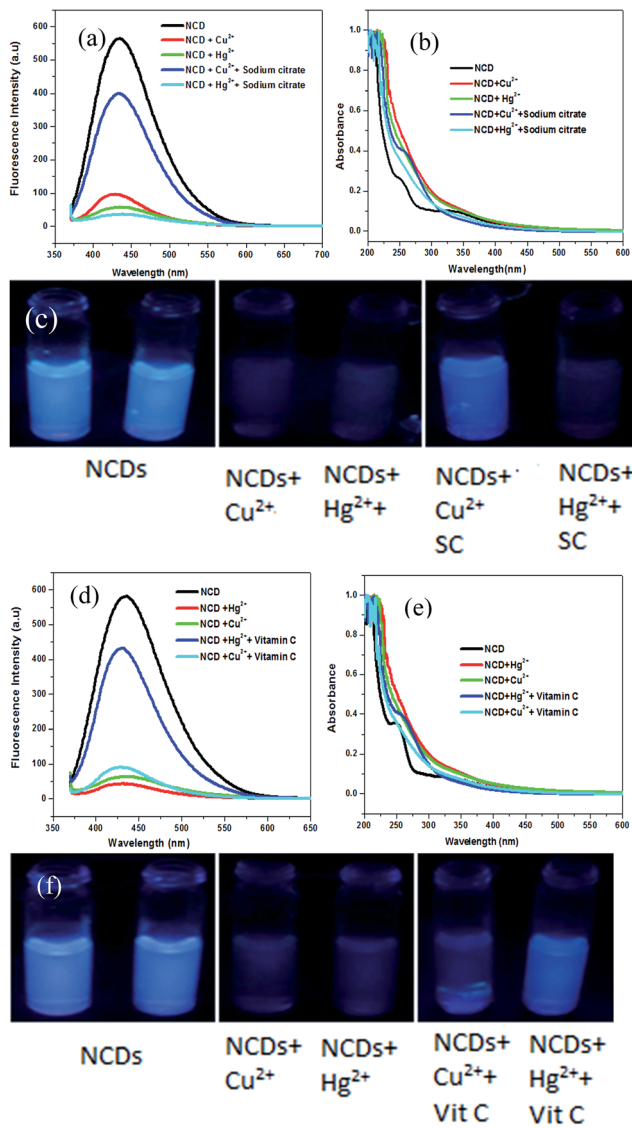 (a)
NCD
NCD + Cu²⁺
NCD + Hg²⁺
NCD + Cu²⁺+ Sodium citrate
NCD + Hg²⁺+ Sodium citrate
Fluorescence Intensity (a.u)
600
500
400
300
200
100
0
350 400 450 500 550 600 650 700
Wavelength (nm)
(b)
NCD
NCD+Cu²⁻
NCD+ Hg²⁻
NCD+Cu²⁻+Sodium citrate
NCD+Hg²⁻+Sodium citrate
Absorbance
1.0
0.8
0.6
0.4
0.2
0.0
200 250 300 350 400 450 500 550 600
Wavelength(nm)
(c)
NCDs
NCDs+
Cu²⁺
NCDs+
Hg²⁺+
NCDs+
Cu²⁺
SC
NCDs+
Hg²⁺+
SC
(d)
NCD
NCD +Hg²⁻
NCD +Cu²⁻
NCD +Hg²⁻+ Vitamin C
NCD +Cu²⁻+ Vitamin C
Fluorescence Intensity (a.u)
600
500
400
300
200
100
0
350 400 450 500 550 600 650
Wavelength (nm)
(e)
NCD
NCD+Hg²⁻
NCD+Cu²⁻
NCD+Hg²⁻+ Vitamin C
NCD+Cu²⁻+ Vitamin C
Absorbance
1.0
0.8
0.6
0.4
0.2
0.0
200 250 300 350 400 450 500 550 600
Wavelength (nm)
(f)
NCDs
NCDs+
Cu²⁺
NCDs+
Hg²⁺
NCDs+
Cu²⁺+
Vit C
NCDs+
Hg²⁺+
Vit C